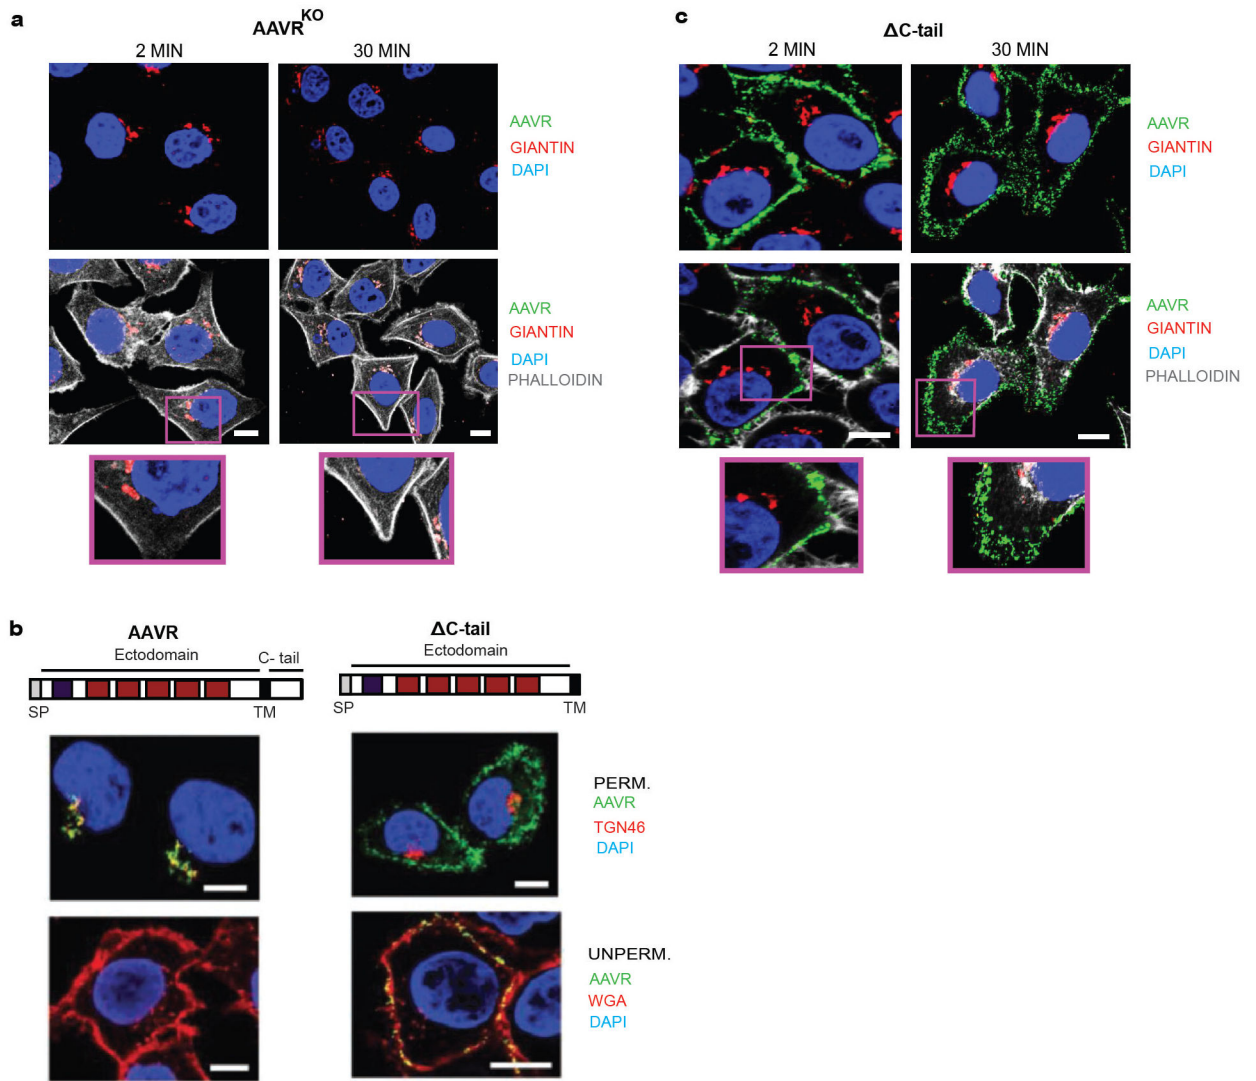 a
AAVR^KO
2 MIN 30 MIN
AAVR
GIANTIN
DAPI
AAVR
GIANTIN
DAPI
PHALLOIDIN
c
ΔC-tail
2 MIN 30 MIN
AAVR
GIANTIN
DAPI
AAVR
GIANTIN
DAPI
PHALLOIDIN
b
AAVR
Ectodomain C- tail
SP TM
ΔC-tail
Ectodomain
SP TM
PERM.
AAVR
TGN46
DAPI
UNPERM.
AAVR
WGA
DAPI